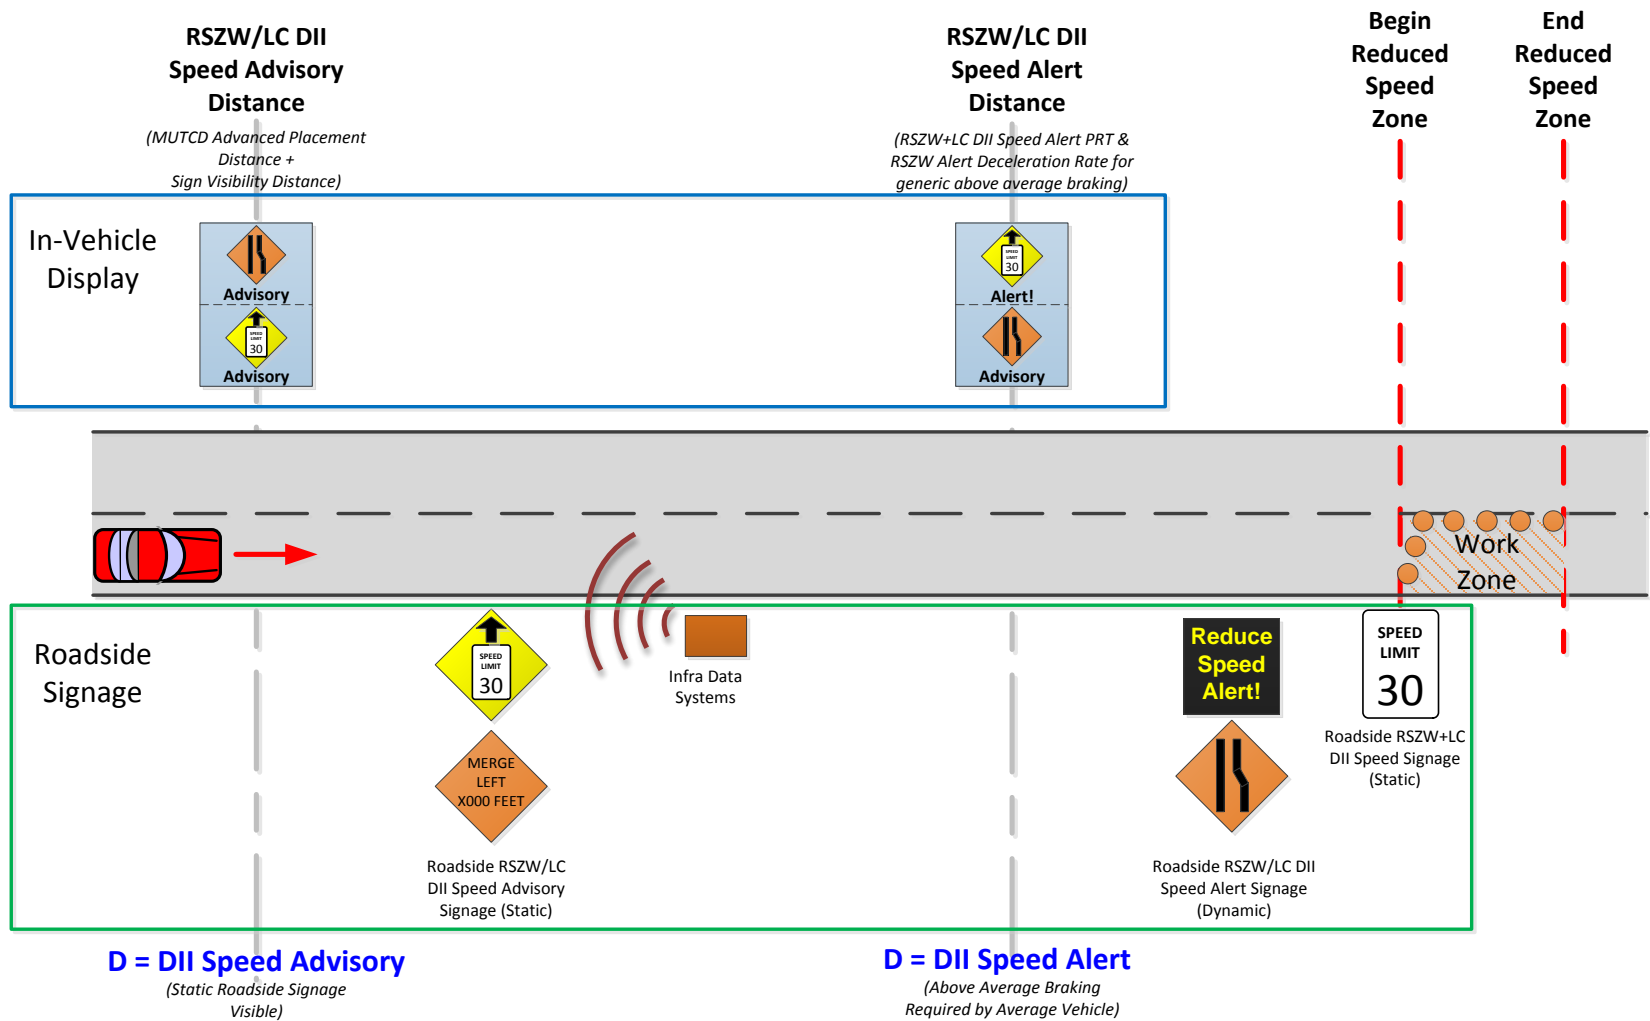 RSZW/LC DII
Speed Advisory
Distance
(MUTCD Advanced Placement
Distance +
Sign Visibility Distance)
RSZW/LC DII
Speed Alert
Distance
(RSZW+LC DII Speed Alert PRT &
RSZW Alert Deceleration Rate for
generic above average braking)
Begin
Reduced
Speed
Zone
End
Reduced
Speed
Zone
In-Vehicle
Display
Advisory
SPEED
LIMIT
30
Advisory
SPEED
LIMIT
30
Alert!
Advisory
Work
Zone
Roadside
Signage
SPEED
LIMIT
30
MERGE
LEFT
X000 FEET
Roadside RSZW/LC
DII Speed Advisory
Signage (Static)
Infra Data
Systems
Reduce
Speed
Alert!
Roadside RSZW/LC DII
Speed Alert Signage
(Dynamic)
SPEED
LIMIT
30
Roadside RSZW+LC
DII Speed Signage
(Static)
D = DII Speed Advisory
(Static Roadside Signage
Visible)
D = DII Speed Alert
(Above Average Braking
Required by Average Vehicle)